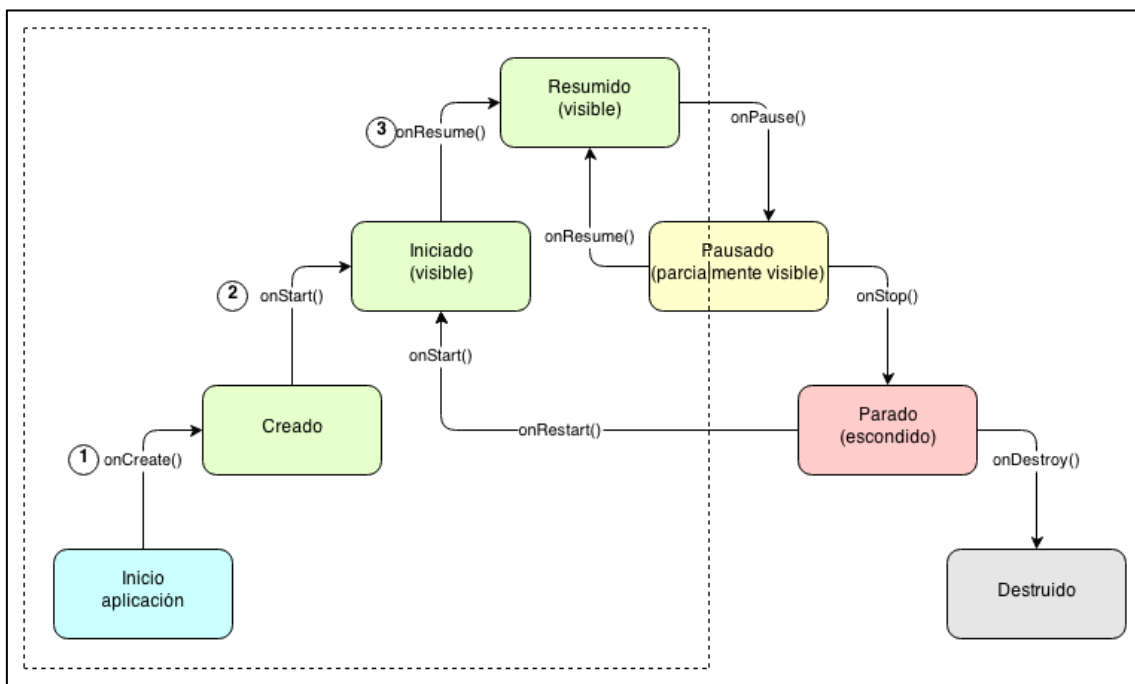 Resumido
(visible)
3
onResume()
onPause()
Iniciado
(visible)
onResume()
Pausado
(parcialmente visible)
2
onStart()
onStop()
onStart()
Creado
onRestart()
Parado
(escondido)
1
onCreate()
onDestroy()
Inicio
aplicación
Destruido